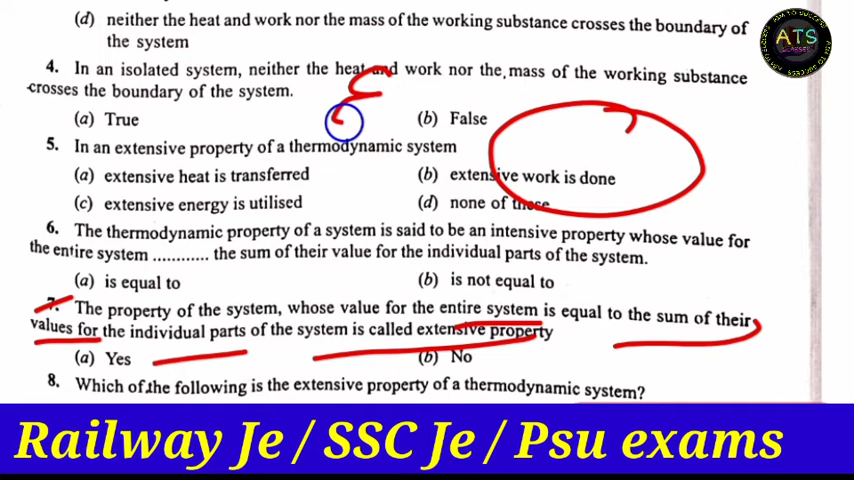 (d) neither the heat and work nor the mass of the working substance crosses the boundary of
the system
ATS
CLASSES
4. In an isolated system, neither the heat and work nor the mass of the working substance
crosses the boundary of the system.
(a) True (b) False
5. In an extensive property of a thermodynamic system
(a) extensive heat is transferred (b) extensive work is done
(c) extensive energy is utilised (d) none of these
6. The thermodynamic property of a system is said to be an intensive property whose value for
the entire system ............ the sum of their value for the individual parts of the system.
(a) is equal to (b) is not equal to
7. The property of the system, whose value for the entire system is equal to the sum of their
values for the individual parts of the system is called extensive property
(a) Yes (b) No
8. Which of the following is the extensive property of a thermodynamic system?
Railway Je / SSC Je / Psu exams